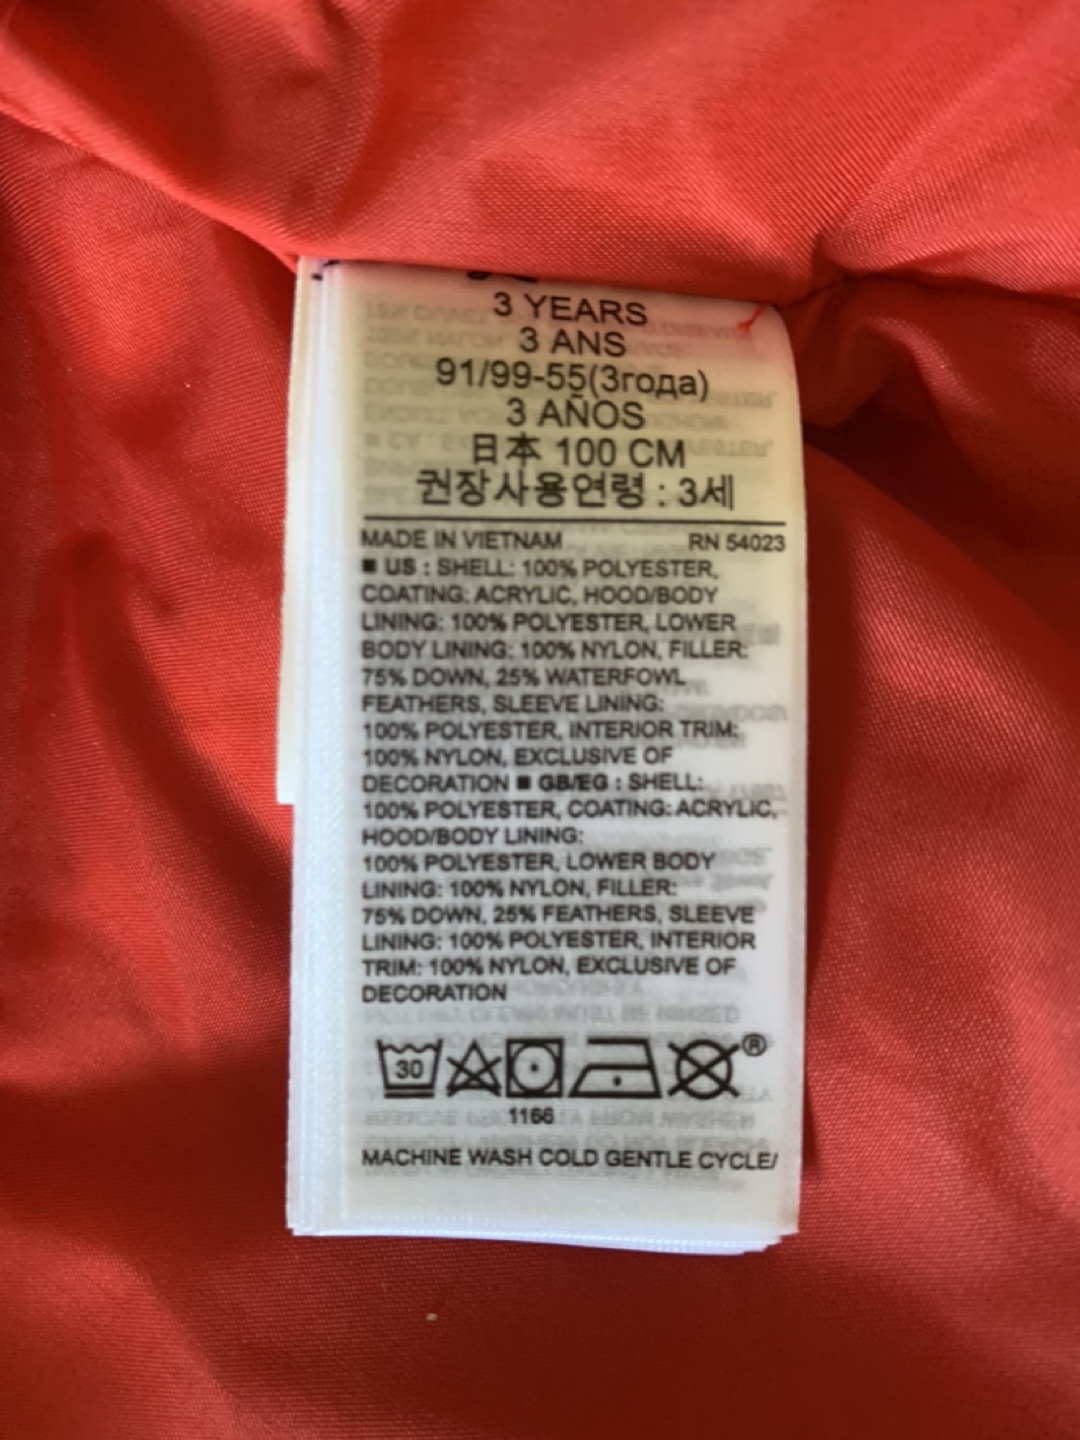 3 YEARS
3 ANS
91/99-55(3года)
3 AÑOS
日本 100 CM
권장사용연령 : 3세
MADE IN VIETNAM RN 54023
■ US : SHELL: 100% POLYESTER,
COATING: ACRYLIC, HOOD/BODY
LINING: 100% POLYESTER, LOWER
BODY LINING: 100% NYLON, FILLER:
75% DOWN, 25% WATERFOWL
FEATHERS, SLEEVE LINING:
100% POLYESTER, INTERIOR TRIM:
100% NYLON, EXCLUSIVE OF
DECORATION ■ GB/EG : SHELL:
100% POLYESTER, COATING: ACRYLIC,
HOOD/BODY LINING:
100% POLYESTER, LOWER BODY
LINING: 100% NYLON, FILLER:
75% DOWN, 25% FEATHERS, SLEEVE
LINING: 100% POLYESTER, INTERIOR
TRIM: 100% NYLON, EXCLUSIVE OF
DECORATION
30 ®
1166
MACHINE WASH COLD GENTLE CYCLE/